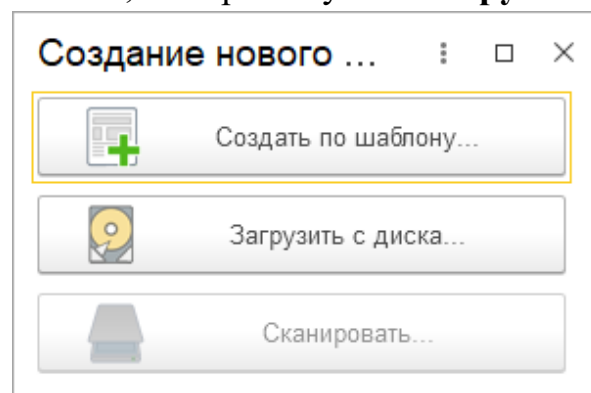 Создание нового ...
Создать по шаблону...
Загрузить с диска...
Сканировать...